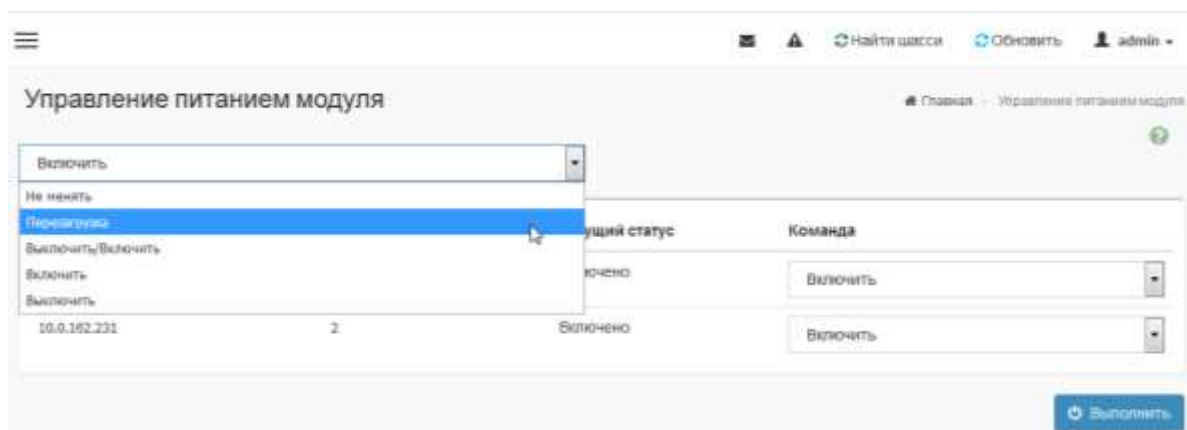 Найти шасси Обновить admin
Управление питанием модуля
Главная Управление питанием модуля
Включить
Не менять
Перезагрузка
Выключить/Включить
Включить
Выключить
ущий статус Команда
ючено Включить
10.0.162.231 2 Включено Включить
Выполнить